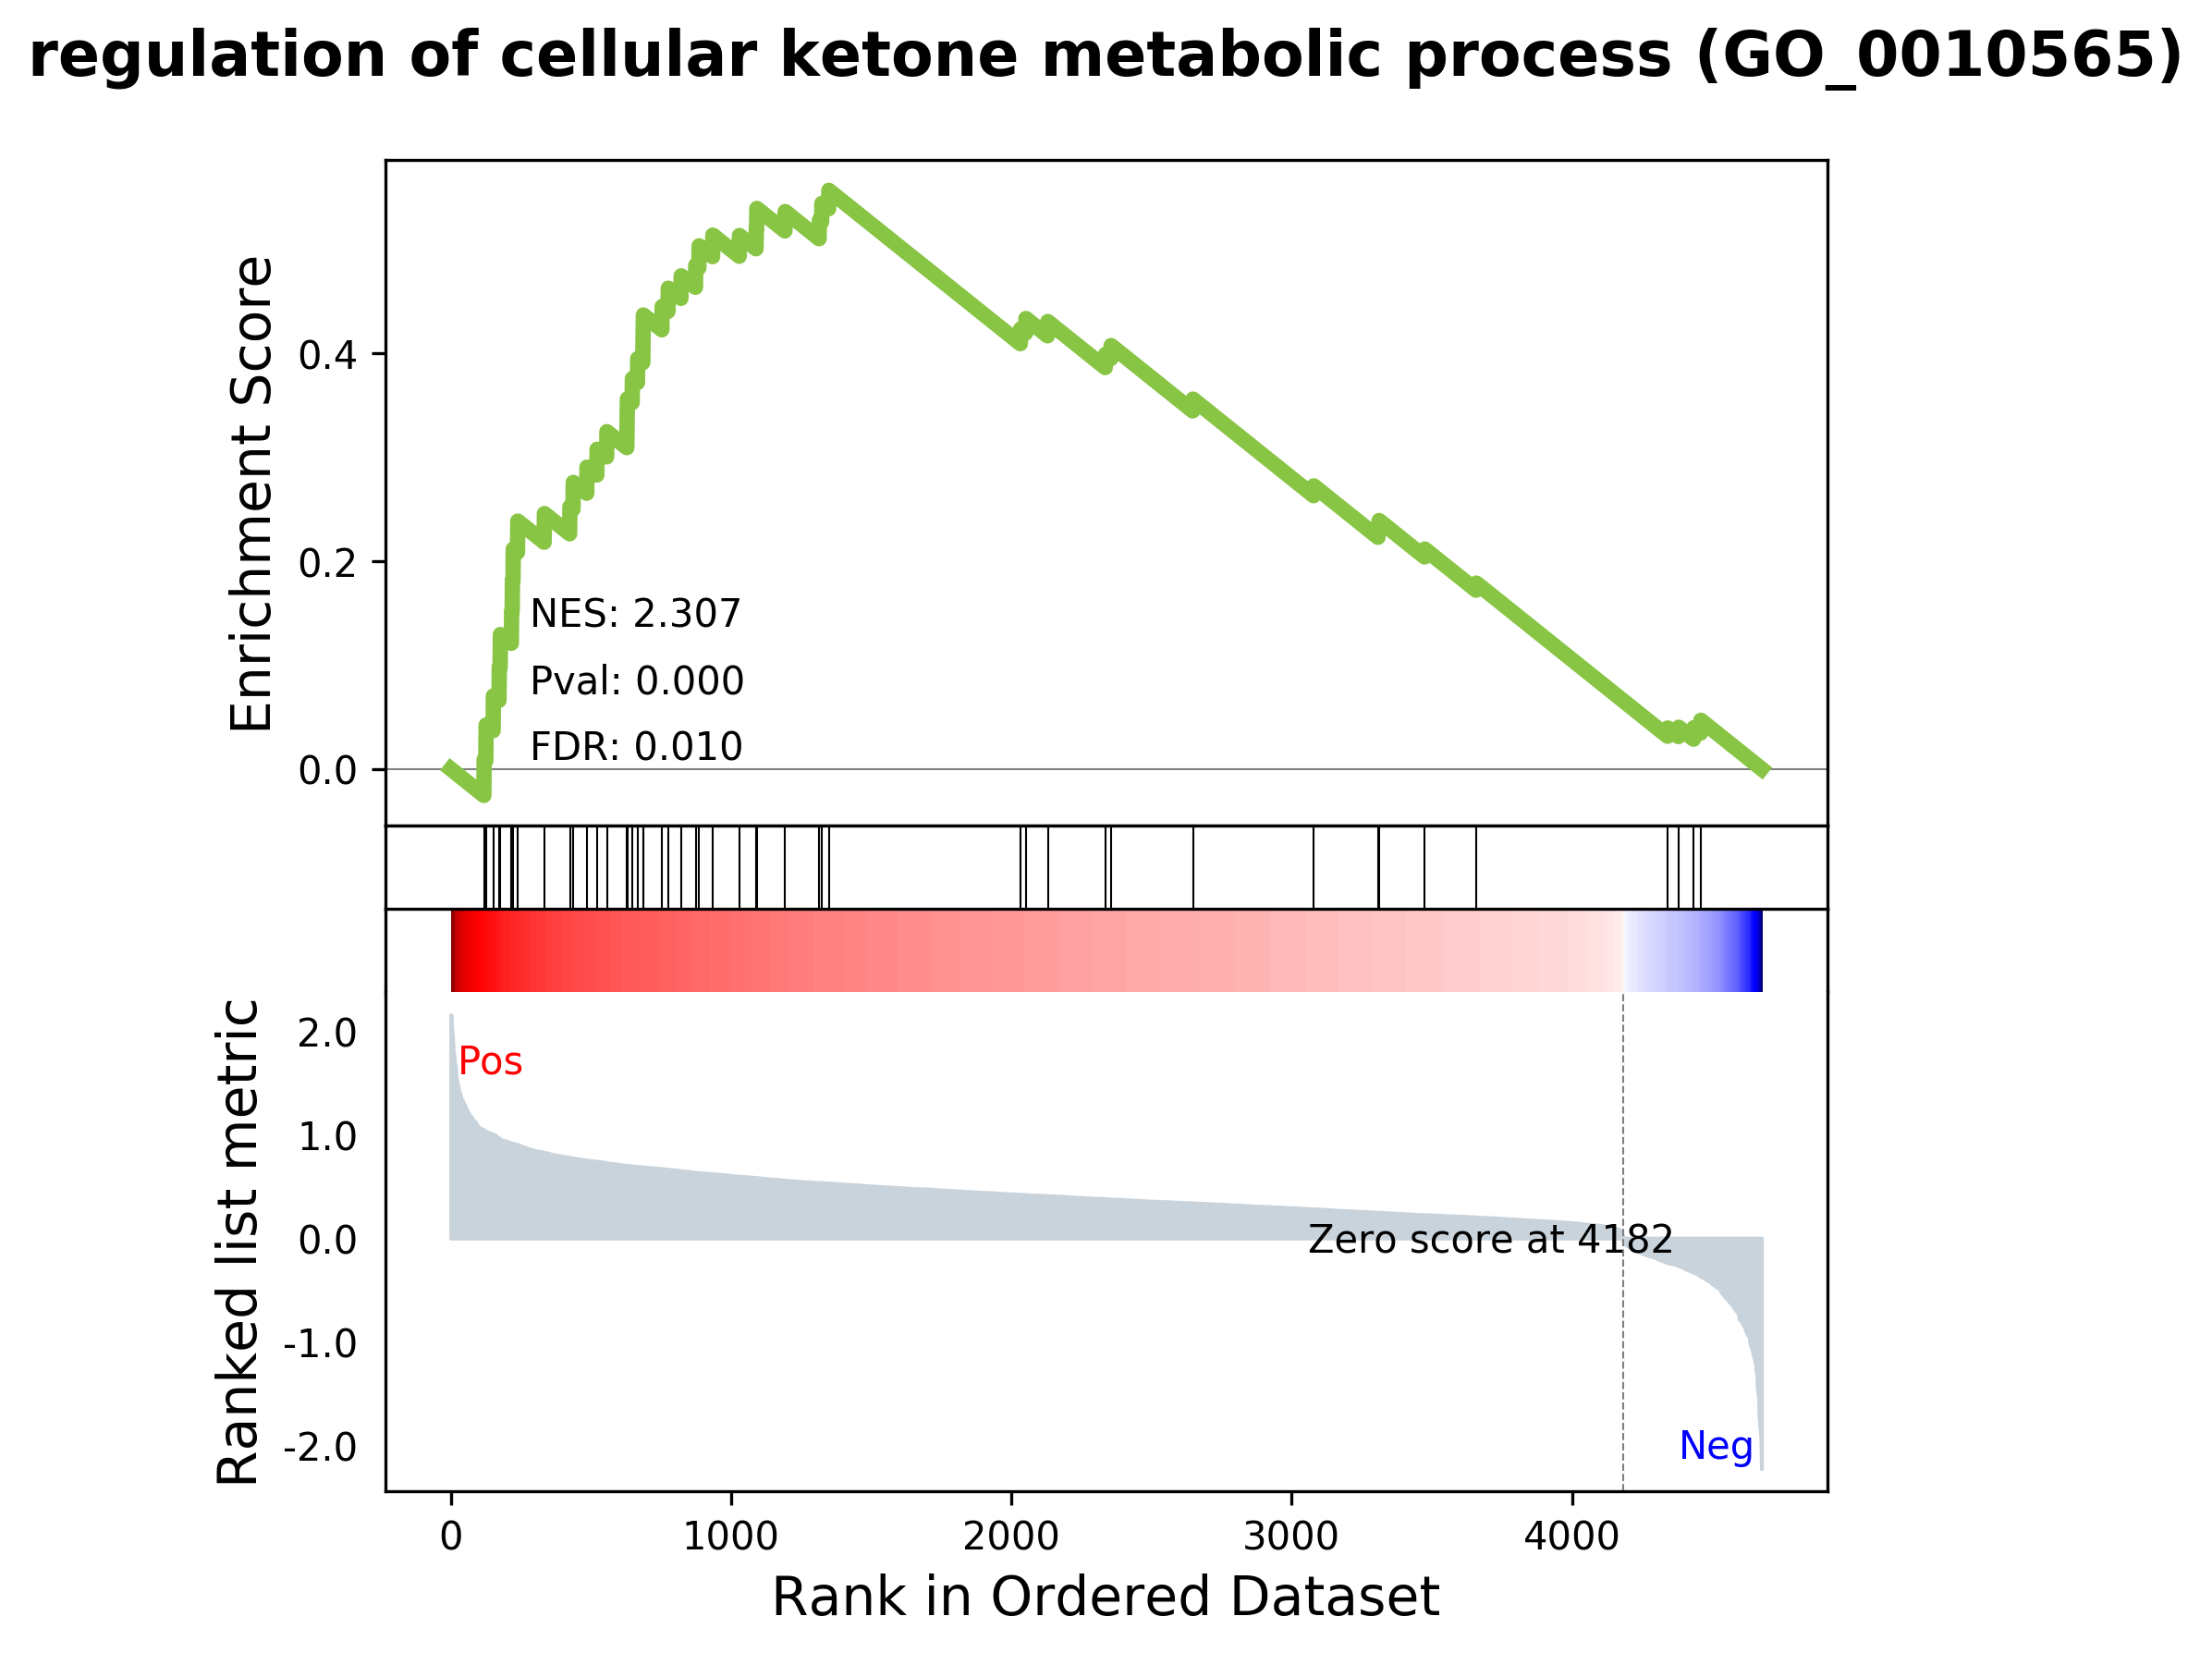 regulation of cellular ketone metabolic process (GO_0010565)
Enrichment Score
0.4
0.2
0.0
NES: 2.307
Pval: 0.000
FDR: 0.010
Ranked list metric
2.0
1.0
0.0
-1.0
-2.0
Pos
Zero score at 4182
Neg
0 1000 2000 3000 4000
Rank in Ordered Dataset